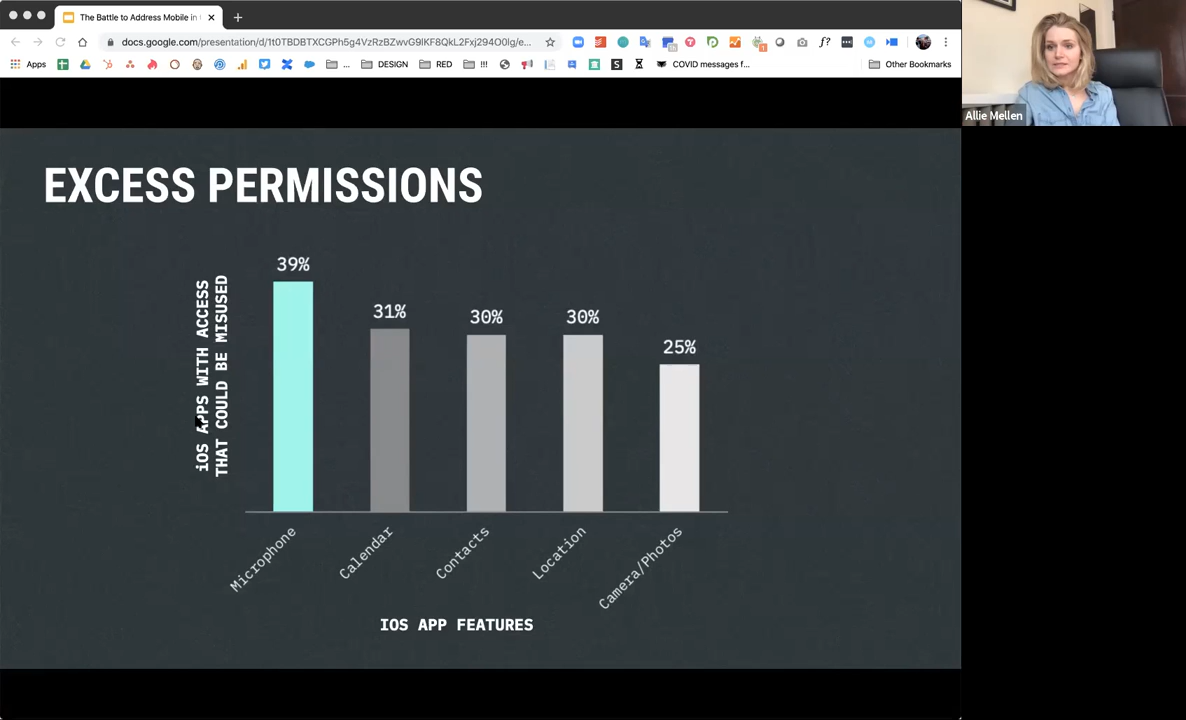 The Battle to Address Mobile in
docs.google.com/presentation/d/1t0TBDBTXCGPh5g4VzRzBZwvG9lKF8QkL2Fxj294O0lg/e...
Apps
...
DESIGN
RED
!!!
COVID messages f...
Other Bookmarks
Allie Mellen
EXCESS PERMISSIONS
iOS APPS WITH ACCESS
THAT COULD BE MISUSED
39%
31%
30%
30%
25%
Microphone
Calendar
Contacts
Location
Camera/Photos
IOS APP FEATURES